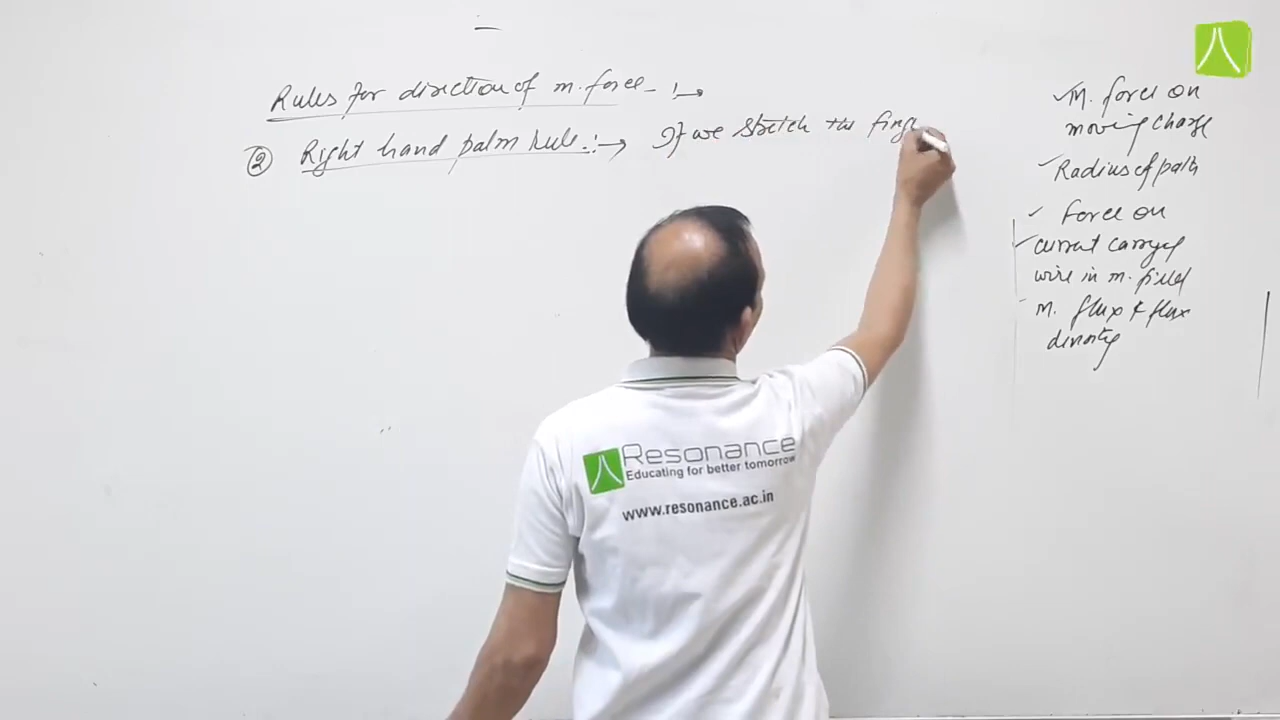 Rules for direction of m. force - :→
② Right hand palm rule :→ If we stretch the fing
✓ M. force on
moving charge
✓ Radius of path
✓ Force on
✓ current carryg
wire in m. field
M. flux & flux
density
Resonance
Educating for better tomorrow
www.resonance.ac.in